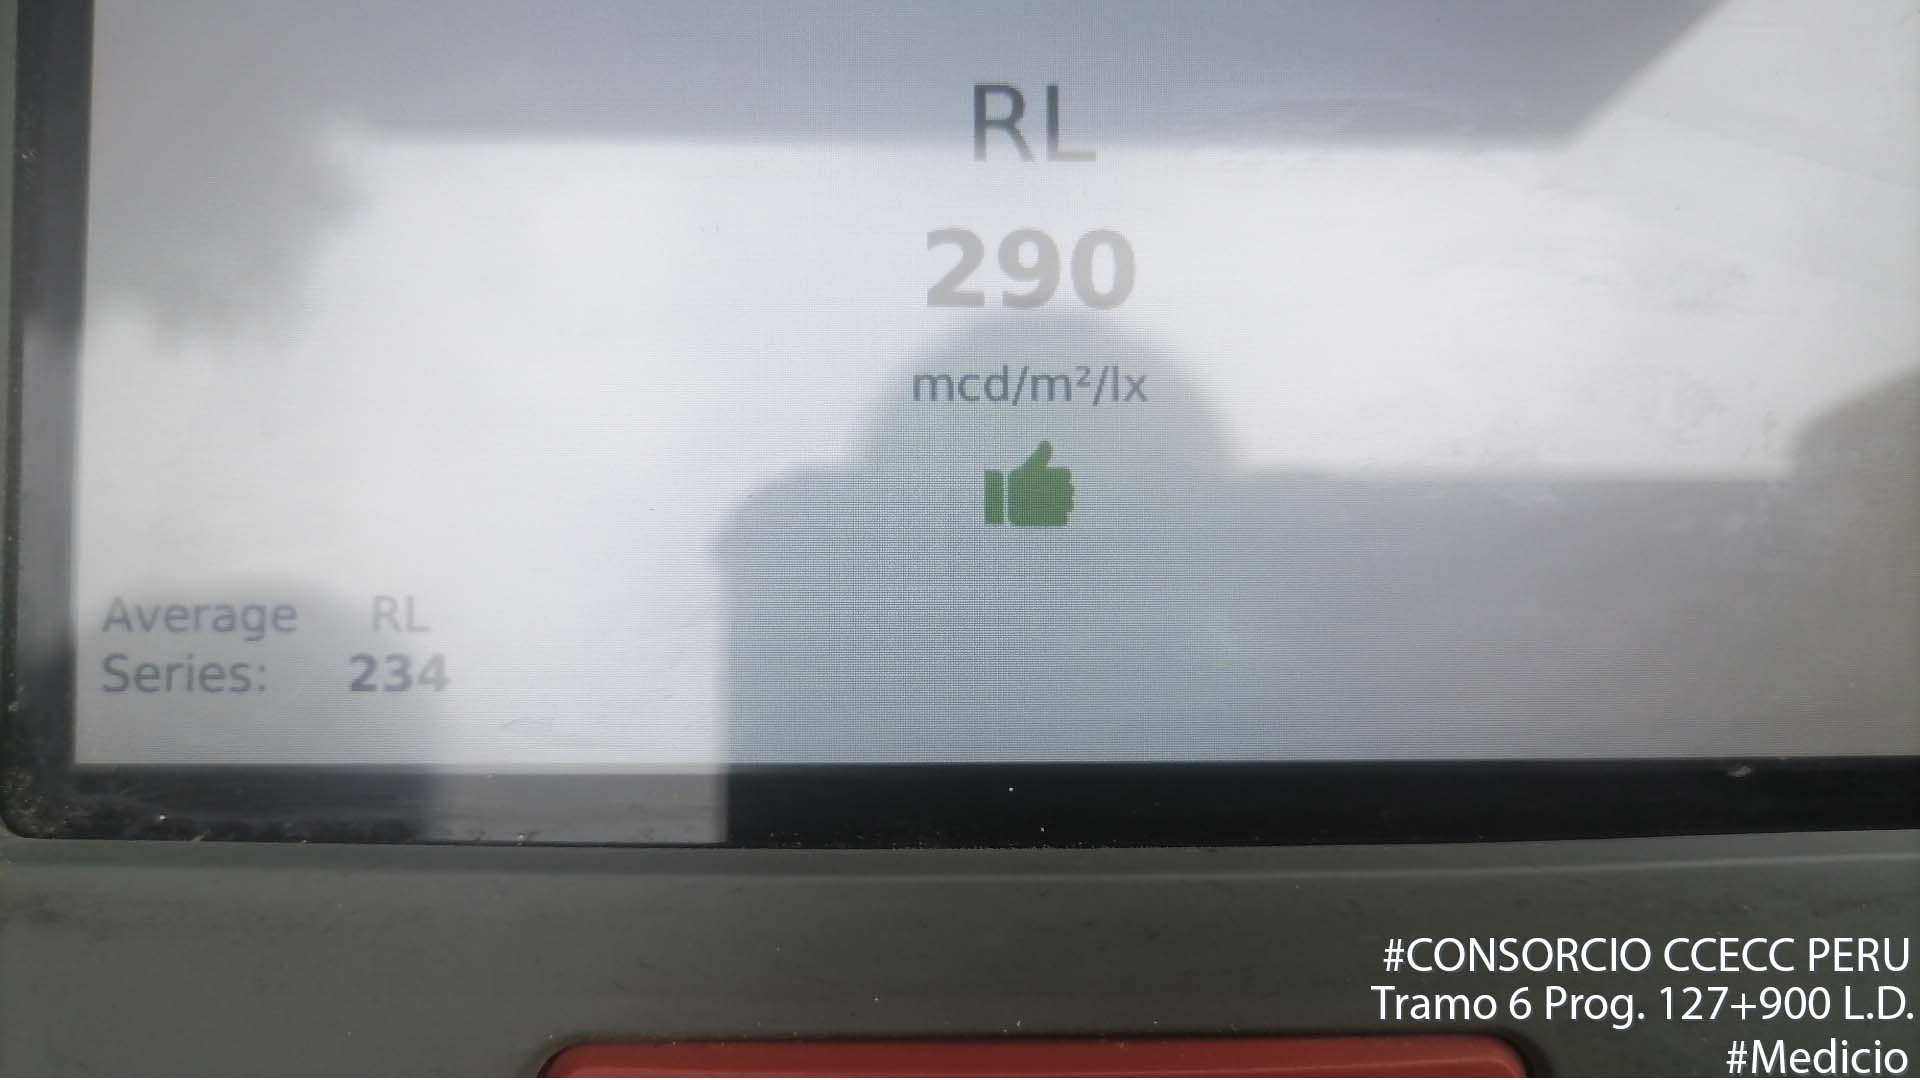 RL
290
mcd/m²/lx
Average RL
Series: 234
#CONSORCIO CCECC PERU
Tramo 6 Prog. 127+900 L.D.
#Medicio